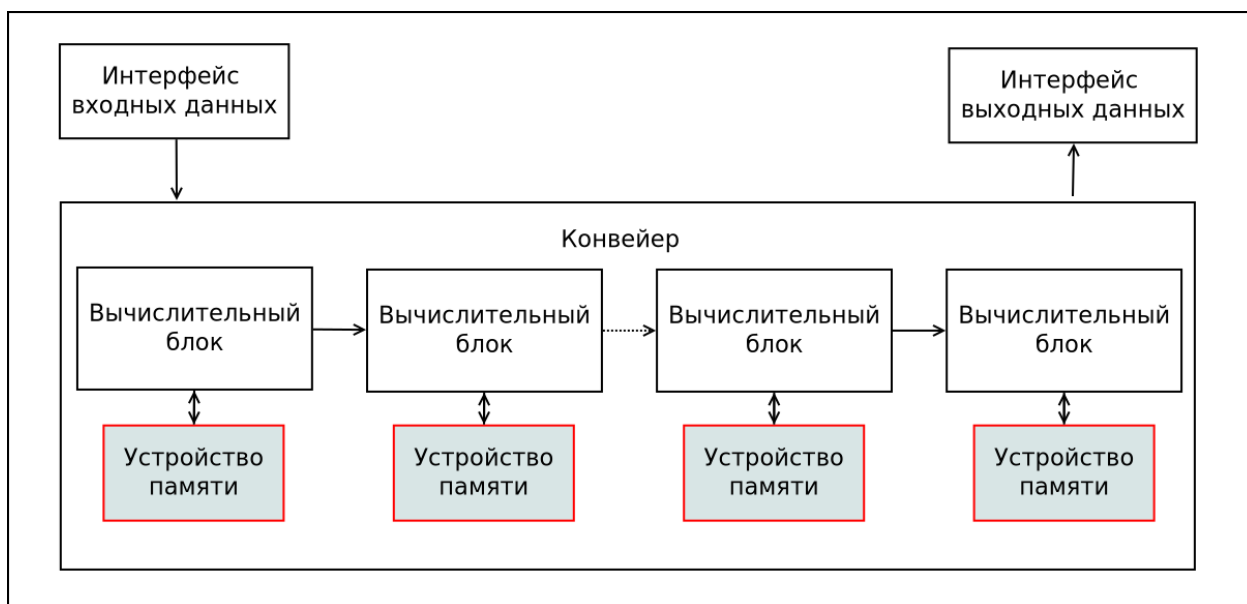 Интерфейс
входных данных
Интерфейс
выходных данных
Конвейер
Вычислительный
блок
Вычислительный
блок
Вычислительный
блок
Вычислительный
блок
Устройство
памяти
Устройство
памяти
Устройство
памяти
Устройство
памяти